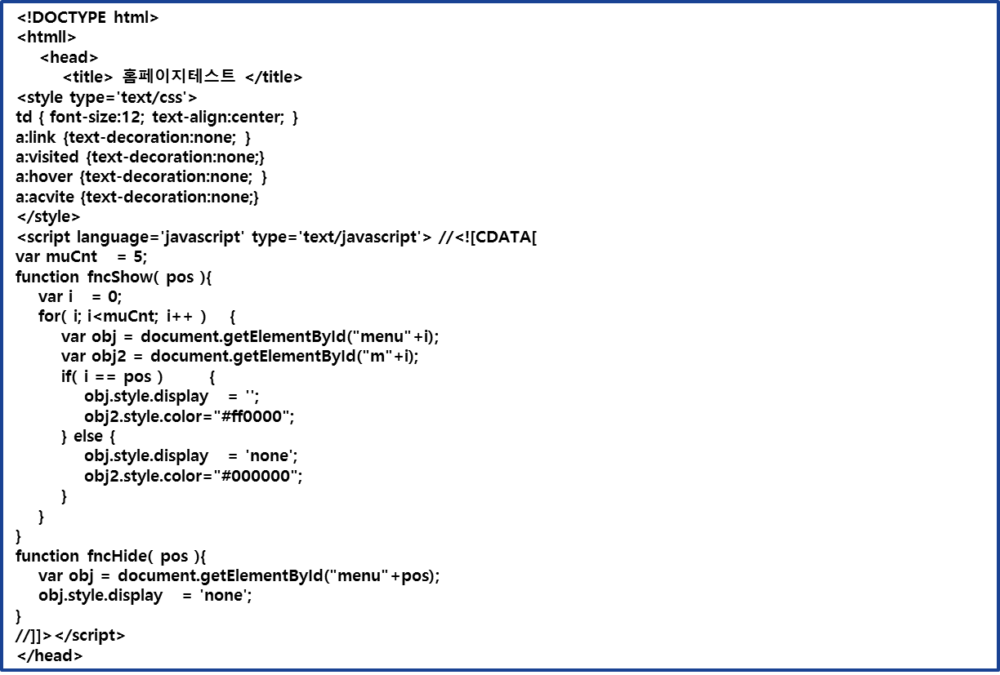 <!DOCTYPE html>
<htmll>
<head>
<title> 홈페이지테스트 </title>
<style type='text/css'>
td { font-size:12; text-align:center; }
a:link {text-decoration:none; }
a:visited {text-decoration:none;}
a:hover {text-decoration:none; }
a:acvite {text-decoration:none;}
</style>
<script language='javascript' type='text/javascript'> //<![CDATA[
var muCnt = 5;
function fncShow( pos ){
var i = 0;
for( i; i<muCnt; i++ ) {
var obj = document.getElementById("menu"+i);
var obj2 = document.getElementById("m"+i);
if( i == pos ) {
obj.style.display = '';
obj2.style.color="#ff0000";
} else {
obj.style.display = 'none';
obj2.style.color="#000000";
}
}
}
function fncHide( pos ){
var obj = document.getElementById("menu"+pos);
obj.style.display = 'none';
}
//]]></script>
</head>